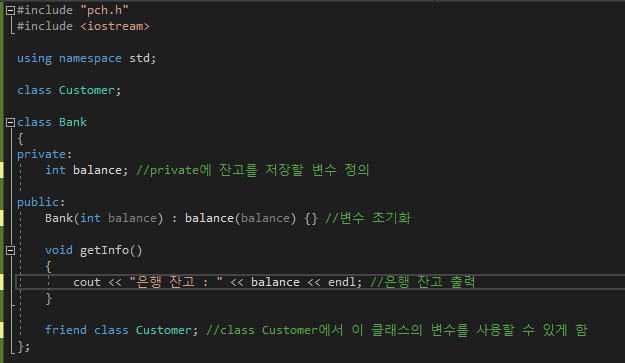 #include "pch.h"
#include <iostream>
using namespace std;
class Customer;
class Bank
{
private:
int balance; //private에 잔고를 저장할 변수 정의
public:
Bank(int balance) : balance(balance) {} //변수 초기화
void getInfo()
{
cout << "은행 잔고 : " << balance << endl; //은행 잔고 출력
}
friend class Customer; //class Customer에서 이 클래스의 변수를 사용할 수 있게 함
};